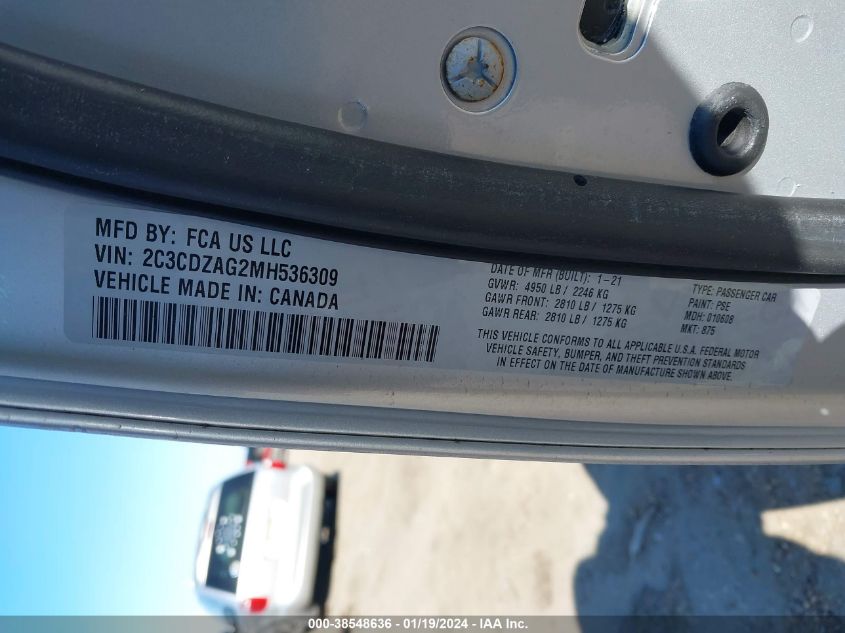 MFD BY: FCA US LLC
VIN: 2C3CDZAG2MH536309
VEHICLE MADE IN: CANADA
DATE OF MFR (BUILT): 1-21
GVWR: 4950 LB / 2246 KG
GAWR FRONT: 2810 LB / 1275 KG
GAWR REAR: 2810 LB / 1275 KG
TYPE: PASSENGER CAR
PAINT: PSE
MDH: 010608
MKT: 875
THIS VEHICLE CONFORMS TO ALL APPLICABLE U.S.A. FEDERAL MOTOR
VEHICLE SAFETY, BUMPER, AND THEFT PREVENTION STANDARDS
IN EFFECT ON THE DATE OF MANUFACTURE SHOWN ABOVE.
000-38548636 - 01/19/2024 - IAA Inc.